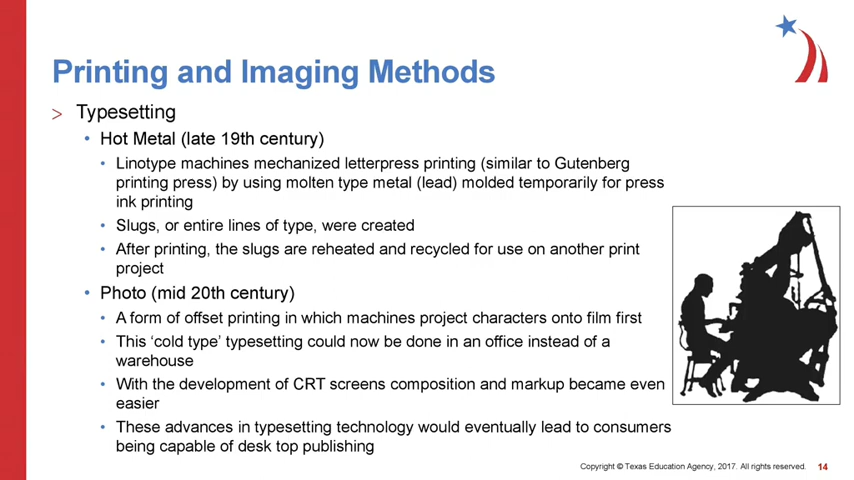 Printing and Imaging Methods
> Typesetting
• Hot Metal (late 19th century)
• Linotype machines mechanized letterpress printing (similar to Gutenberg
printing press) by using molten type metal (lead) molded temporarily for press
ink printing
• Slugs, or entire lines of type, were created
• After printing, the slugs are reheated and recycled for use on another print
project
• Photo (mid 20th century)
• A form of offset printing in which machines project characters onto film first
• This ‘cold type’ typesetting could now be done in an office instead of a
warehouse
• With the development of CRT screens composition and markup became even
easier
• These advances in typesetting technology would eventually lead to consumers
being capable of desk top publishing
Copyright © Texas Education Agency, 2017. All rights reserved. 14